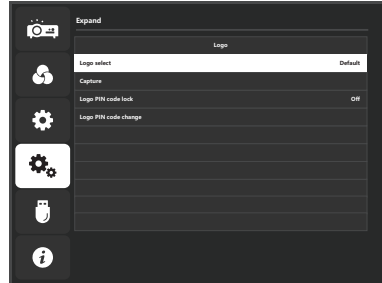 Expand
Logo
Logo select Default
Capture
Logo PIN code lock Off
Logo PIN code change